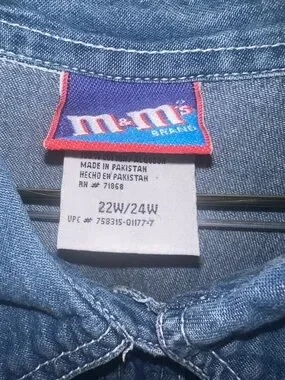 m&m's
BRAND
MADE IN PAKISTAN
HECHO EN PAKISTAN
RN # 71868
22W/24W
UPC # 758315-01177-7